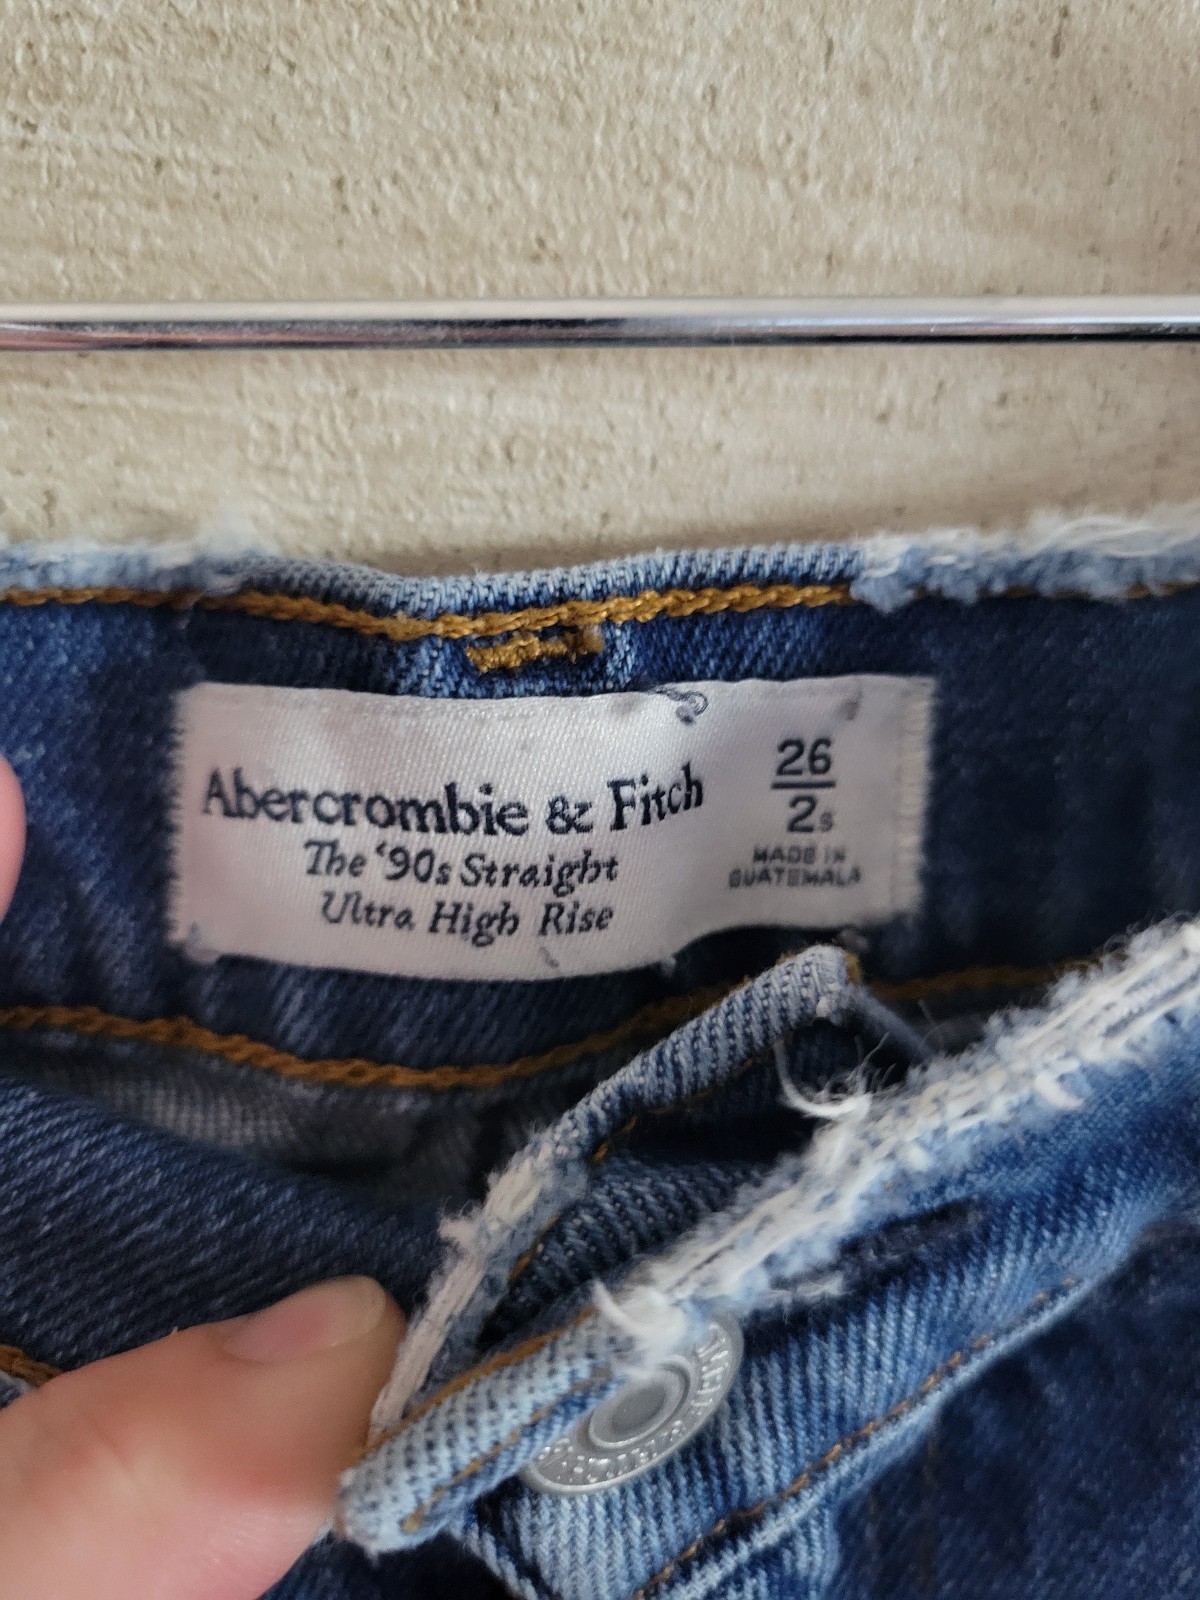 Abercrombie & Fitch
The ‘90s Straight
Ultra High Rise
26
2s
MADE IN
GUATEMALA